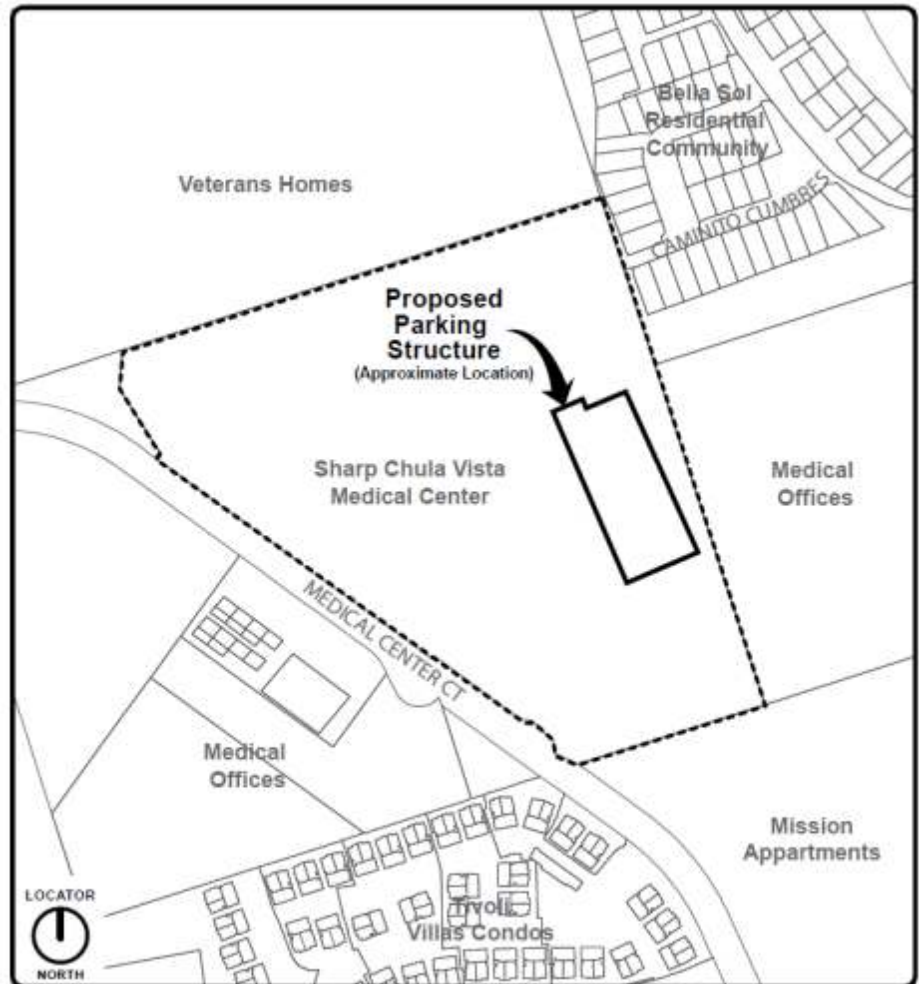 Bella Sol
Residential
Community
Veterans Homes
CAMINITO CUMBRES
Proposed
Parking
Structure
(Approximate Location)
Sharp Chula Vista
Medical Center
Medical
Offices
MEDICAL CENTER CT
Medical
Offices
Mission
Appartments
Tivoli
Villas Condos
LOCATOR
NORTH